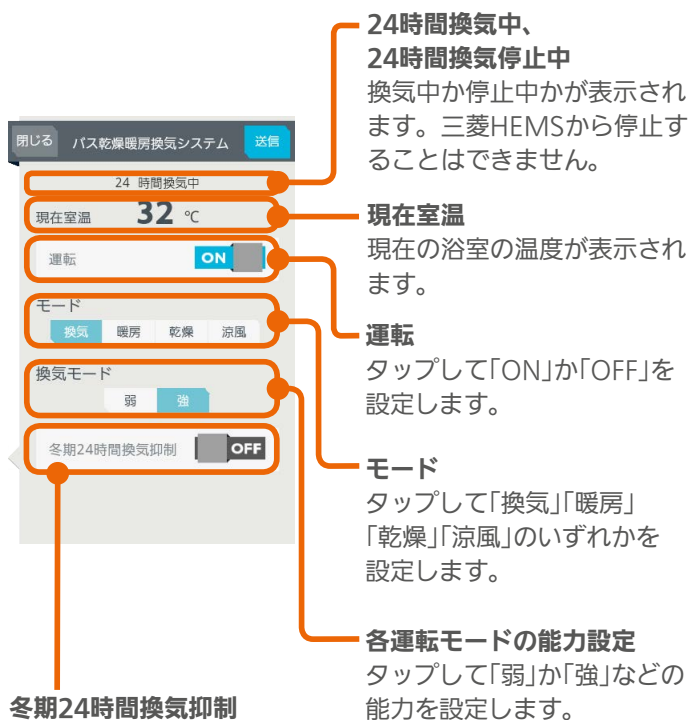 24時間換気中、
24時間換気停止中
換気中か停止中かが表示され
ます。三菱HEMSから停止す
ることはできません。
閉じる バス乾燥暖房換気システム 送信
24 時間換気中
現在室温 32 ℃
運転 ON
モード
換気 暖房 乾燥 涼風
換気モード
弱 強
冬期24時間換気抑制 OFF
現在室温
現在の浴室の温度が表示され
ます。
運転
タップして「ON」か「OFF」を
設定します。
モード
タップして「換気」「暖房」
「乾燥」「涼風」のいずれかを
設定します。
各運転モードの能力設定
タップして「弱」か「強」などの
能力を設定します。
冬期24時間換気抑制